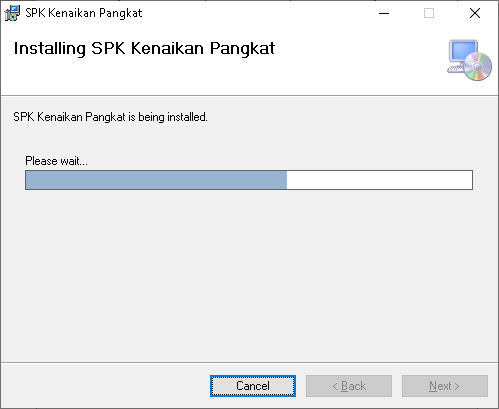 SPK Kenaikan Pangkat
Installing SPK Kenaikan Pangkat
SPK Kenaikan Pangkat is being installed.
Please wait...
Cancel
< Back
Next >